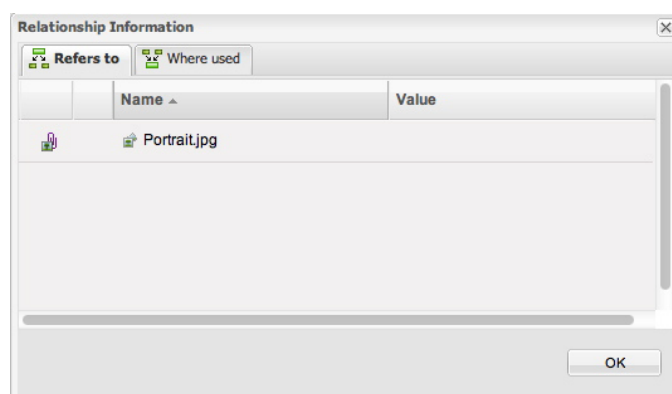 Relationship Information
Refers to Where used
Name Value
Portrait.jpg
OK